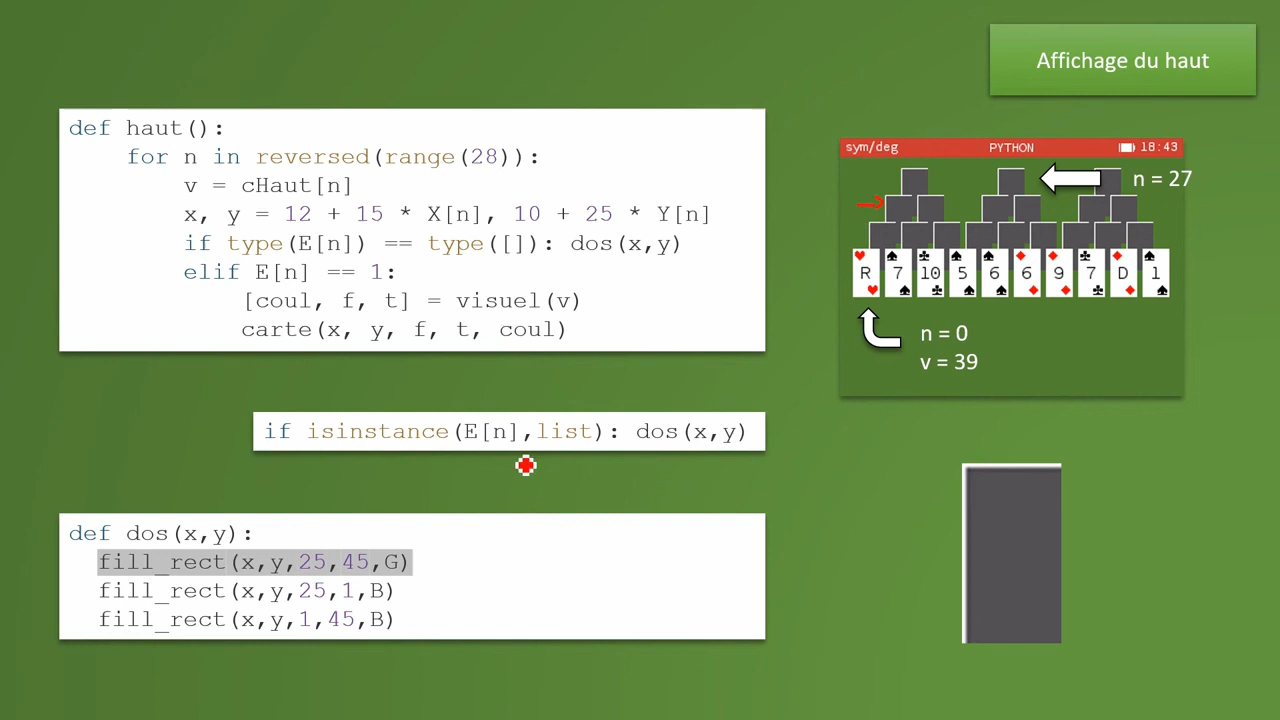 Affichage du haut
def haut():
for n in reversed(range(28)):
v = cHaut[n]
x, y = 12 + 15 * X[n], 10 + 25 * Y[n]
if type(E[n]) == type([]): dos(x,y)
elif E[n] == 1:
[coul, f, t] = visuel(v)
carte(x, y, f, t, coul)
sym/deg PYTHON 18:43
n = 27
R 7 10 5 6 6 9 7 D 1
n = 0
v = 39
if isinstance(E[n],list): dos(x,y)
def dos(x,y):
fill_rect(x,y,25,45,G)
fill_rect(x,y,25,1,B)
fill_rect(x,y,1,45,B)